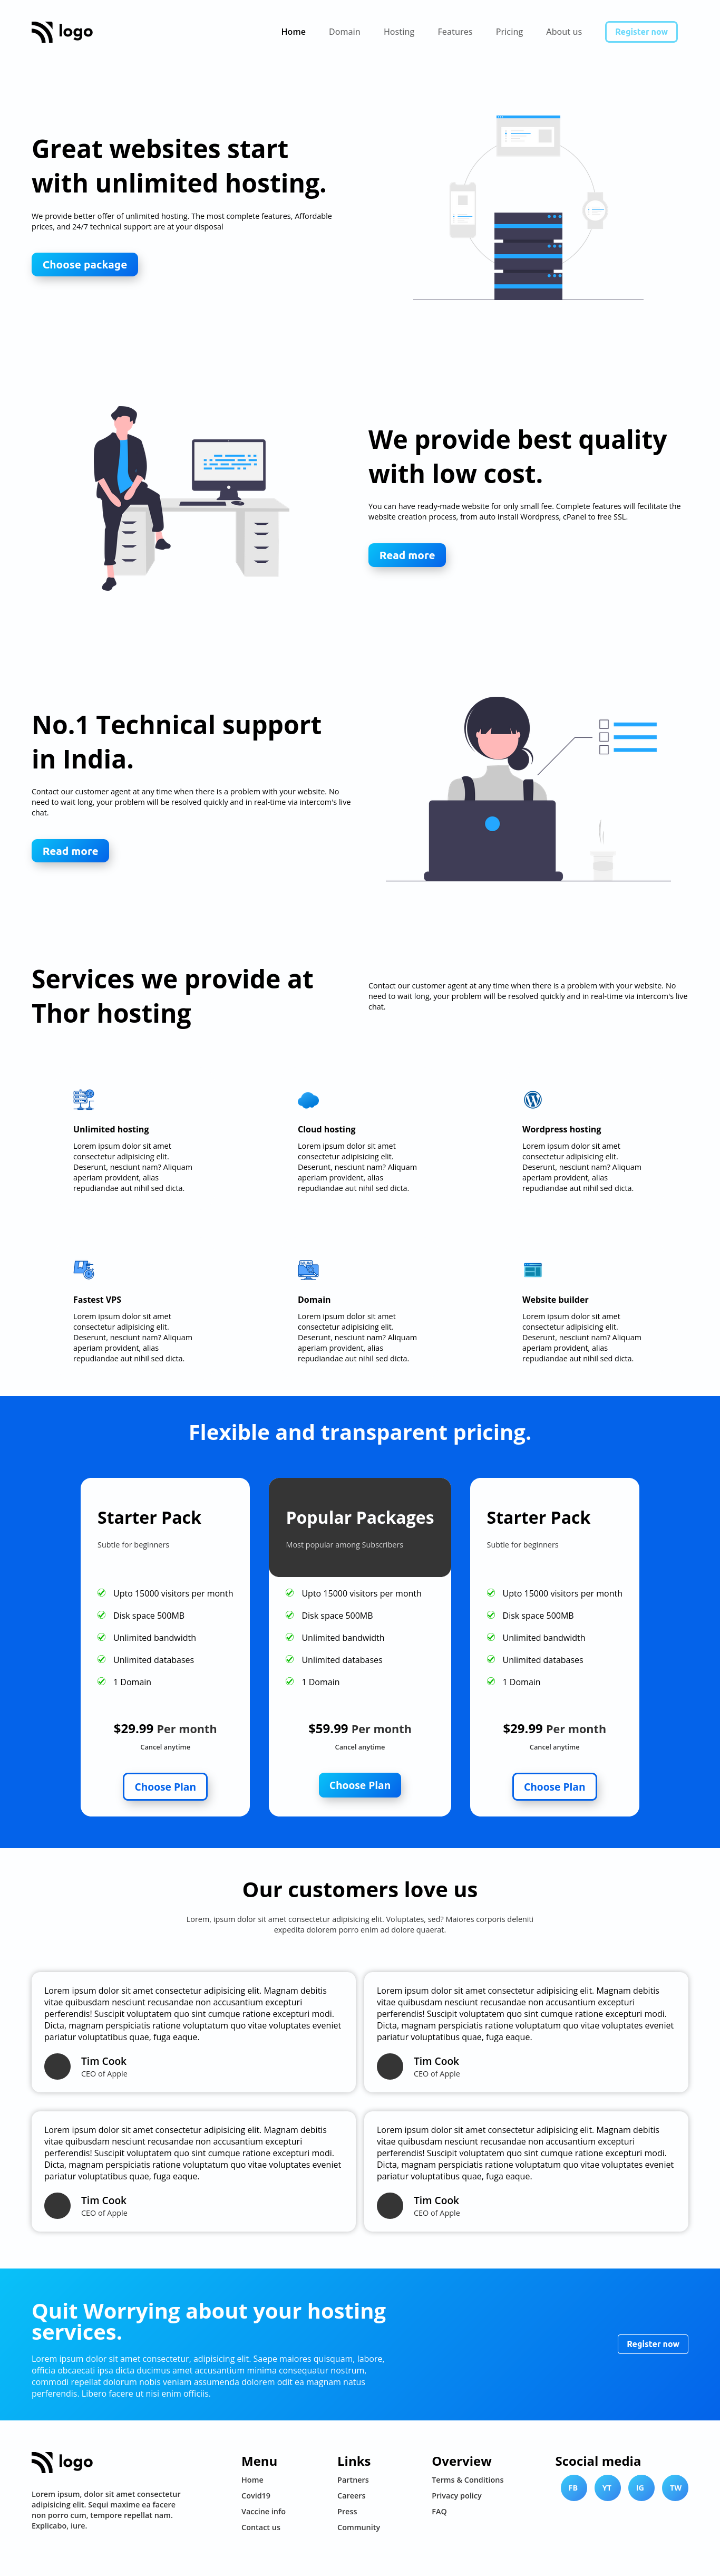 logo
Home Domain Hosting Features Pricing About us Register now
Great websites start
with unlimited hosting.
We provide better offer of unlimited hosting. The most complete features, Affordable
prices, and 24/7 technical support are at your disposal
Choose package
We provide best quality
with low cost.
You can have ready-made website for only small fee. Complete features will fecilitate the
website creation process, from auto install Wordpress, cPanel to free SSL.
Read more
No.1 Technical support
in India.
Contact our customer agent at any time when there is a problem with your website. No
need to wait long, your problem will be resolved quickly and in real-time via intercom's live
chat.
Read more
Services we provide at
Thor hosting
Contact our customer agent at any time when there is a problem with your website. No
need to wait long, your problem will be resolved quickly and in real-time via intercom's live
chat.
Unlimited hosting
Lorem ipsum dolor sit amet
consectetur adipisicing elit.
Deserunt, nesciunt nam? Aliquam
aperiam provident, alias
repudiandae aut nihil sed dicta.
Cloud hosting
Lorem ipsum dolor sit amet
consectetur adipisicing elit.
Deserunt, nesciunt nam? Aliquam
aperiam provident, alias
repudiandae aut nihil sed dicta.
Wordpress hosting
Lorem ipsum dolor sit amet
consectetur adipisicing elit.
Deserunt, nesciunt nam? Aliquam
aperiam provident, alias
repudiandae aut nihil sed dicta.
Fastest VPS
Lorem ipsum dolor sit amet
consectetur adipisicing elit.
Deserunt, nesciunt nam? Aliquam
aperiam provident, alias
repudiandae aut nihil sed dicta.
Domain
Lorem ipsum dolor sit amet
consectetur adipisicing elit.
Deserunt, nesciunt nam? Aliquam
aperiam provident, alias
repudiandae aut nihil sed dicta.
Website builder
Lorem ipsum dolor sit amet
consectetur adipisicing elit.
Deserunt, nesciunt nam? Aliquam
aperiam provident, alias
repudiandae aut nihil sed dicta.
Flexible and transparent pricing.
Starter Pack
Subtle for beginners
Upto 15000 visitors per month
Disk space 500MB
Unlimited bandwidth
Unlimited databases
1 Domain
$29.99 Per month
Cancel anytime
Choose Plan
Popular Packages
Most popular among Subscribers
Upto 15000 visitors per month
Disk space 500MB
Unlimited bandwidth
Unlimited databases
1 Domain
$59.99 Per month
Cancel anytime
Choose Plan
Starter Pack
Subtle for beginners
Upto 15000 visitors per month
Disk space 500MB
Unlimited bandwidth
Unlimited databases
1 Domain
$29.99 Per month
Cancel anytime
Choose Plan
Our customers love us
Lorem, ipsum dolor sit amet consectetur adipisicing elit. Voluptates, sed? Maiores corporis deleniti
expedita dolorem porro enim ad dolore quaerat.
Lorem ipsum dolor sit amet consectetur adipisicing elit. Magnam debitis
vitae quibusdam nesciunt recusandae non accusantium excepturi
perferendis! Suscipit voluptatum quos sint cumque ratione excepturi modi.
Dicta, magnam perspiciatis ratione voluptatum quo vitae voluptates eveniet
pariatur voluptatibus quae, fuga eaque.
Tim Cook
CEO of Apple
Lorem ipsum dolor sit amet consectetur adipisicing elit. Magnam debitis
vitae quibusdam nesciunt recusandae non accusantium excepturi
perferendis! Suscipit voluptatum quos sint cumque ratione excepturi modi.
Dicta, magnam perspiciatis ratione voluptatum quo vitae voluptates eveniet
pariatur voluptatibus quae, fuga eaque.
Tim Cook
CEO of Apple
Lorem ipsum dolor sit amet consectetur adipisicing elit. Magnam debitis
vitae quibusdam nesciunt recusandae non accusantium excepturi
perferendis! Suscipit voluptatum quos sint cumque ratione excepturi modi.
Dicta, magnam perspiciatis ratione voluptatum quo vitae voluptates eveniet
pariatur voluptatibus quae, fuga eaque.
Tim Cook
CEO of Apple
Lorem ipsum dolor sit amet consectetur adipisicing elit. Magnam debitis
vitae quibusdam nesciunt recusandae non accusantium excepturi
perferendis! Suscipit voluptatum quos sint cumque ratione excepturi modi.
Dicta, magnam perspiciatis ratione voluptatum quo vitae voluptates eveniet
pariatur voluptatibus quae, fuga eaque.
Tim Cook
CEO of Apple
Quit Worrying about your hosting
services.
Lorem ipsum dolor sit amet consectetur, adipisicing elit. Saepe maiores quisquam, labore,
officia obcaecati ipsa dicta ducimus amet accusantium minima consequatur nostrum,
commodi repellat dolorum nobis veniam assumenda dolorem odit ea magnam natus
perferendis. Libero facere ut nisi enim officiis.
Register now
logo
Lorem ipsum, dolor sit amet consectetur
adipisicing elit. Sequi maxime ea facere
non porro cum, tempore repellat nam.
Explicabo, iure.
Menu
Home
Covid19
Vaccine info
Contact us
Links
Partners
Careers
Press
Community
Overview
Terms & Conditions
Privacy policy
FAQ
Scocial media
FB YT IG TW